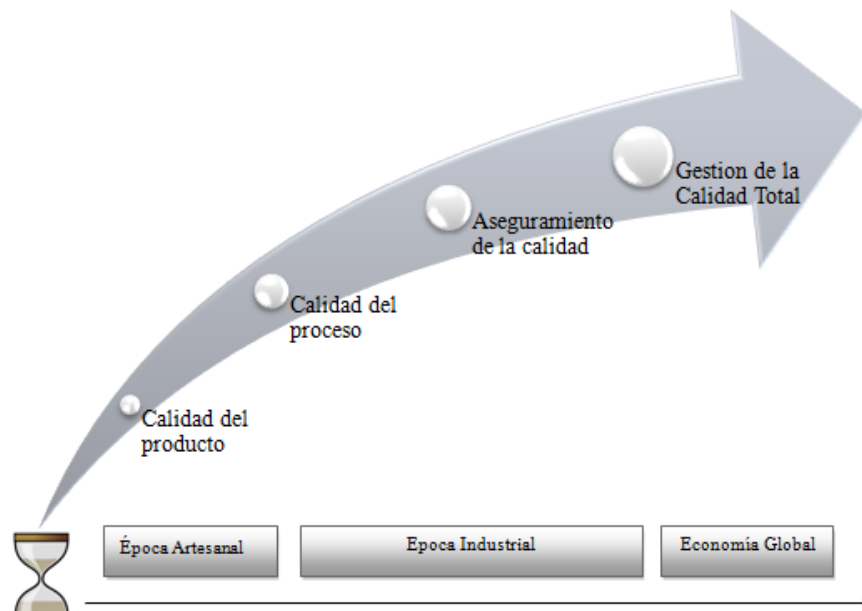 Gestion de la
Calidad Total
Aseguramiento
de la calidad
Calidad del
proceso
Calidad del
producto
Época Artesanal
Epoca Industrial
Economía Global